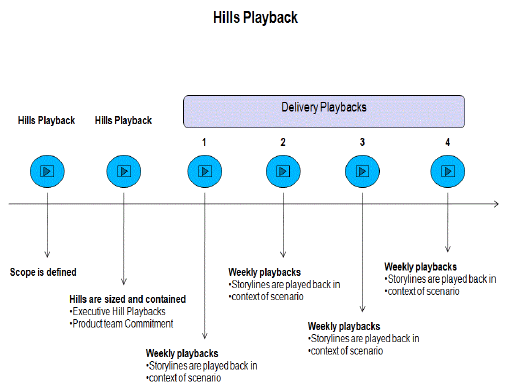 Hills Playback
Delivery Playbacks
Hills Playback
Hills Playback
1
2
3
4
Scope is defined
Hills are sized and contained
•Executive Hill Playbacks
•Product team Commitment
Weekly playbacks
•Storylines are played back in
•context of scenario
Weekly playbacks
•Storylines are played back in
•context of scenario
Weekly playbacks
•Storylines are played back in
•context of scenario
Weekly playbacks
•Storylines are played back in
•context of scenario